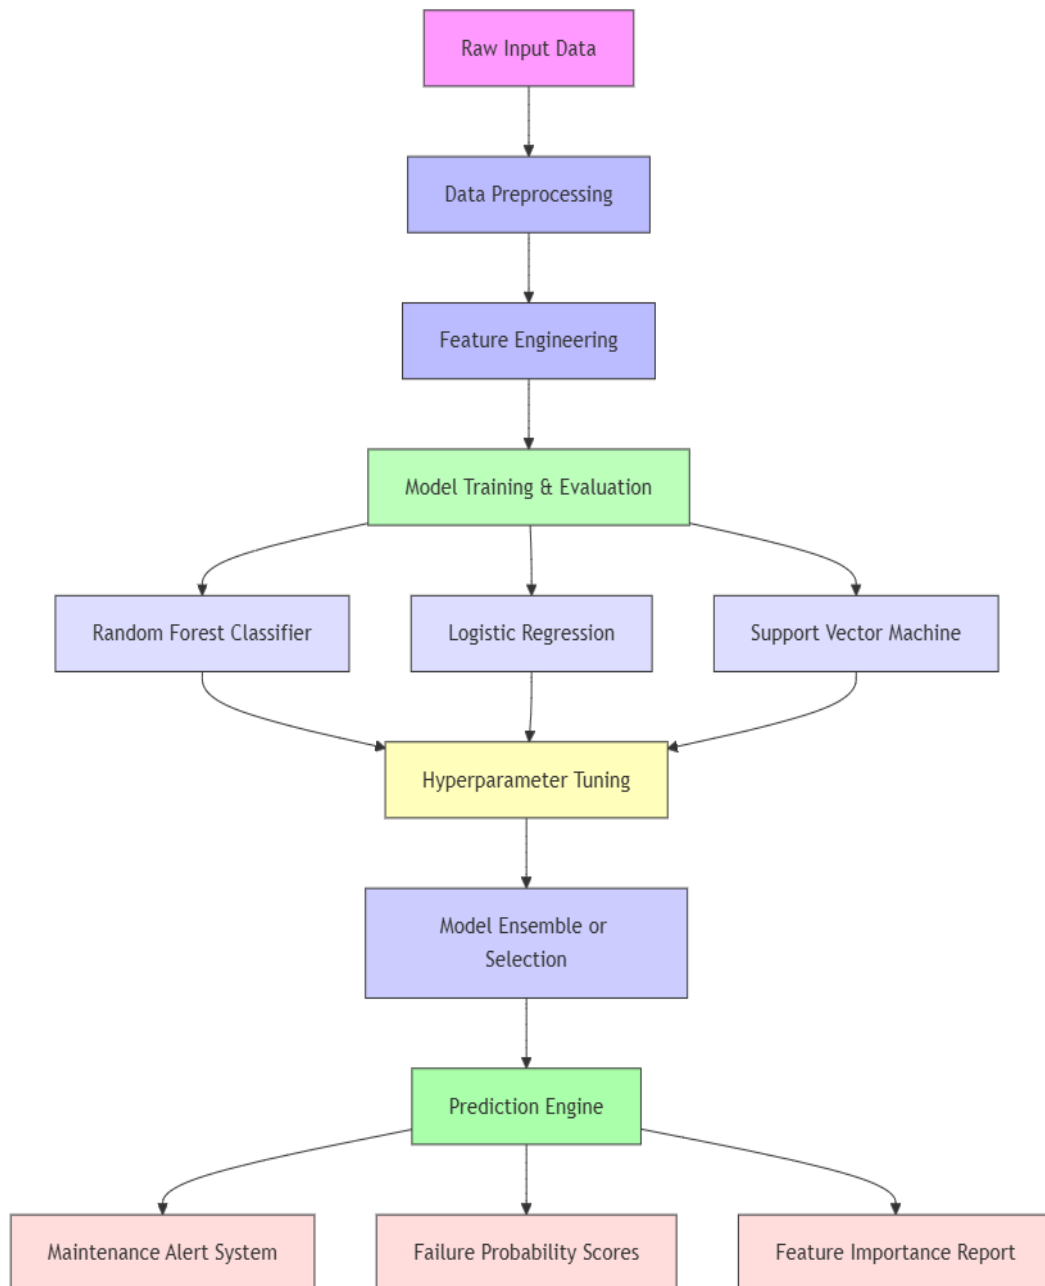 Raw Input Data
Data Preprocessing
Feature Engineering
Model Training & Evaluation
Random Forest Classifier
Logistic Regression
Support Vector Machine
Hyperparameter Tuning
Model Ensemble or
Selection
Prediction Engine
Maintenance Alert System
Failure Probability Scores
Feature Importance Report